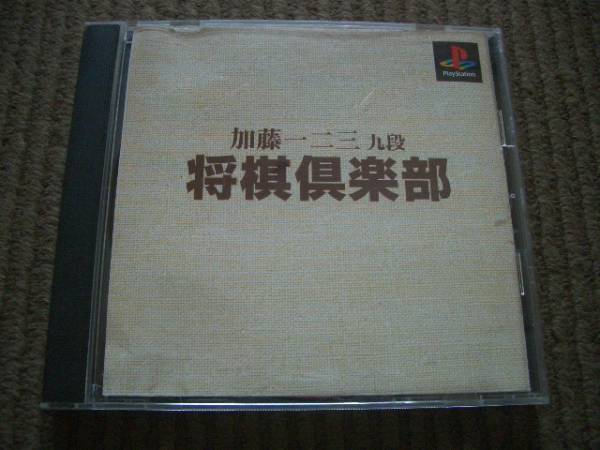 PlayStation
加藤一二三 九段
将棋倶楽部